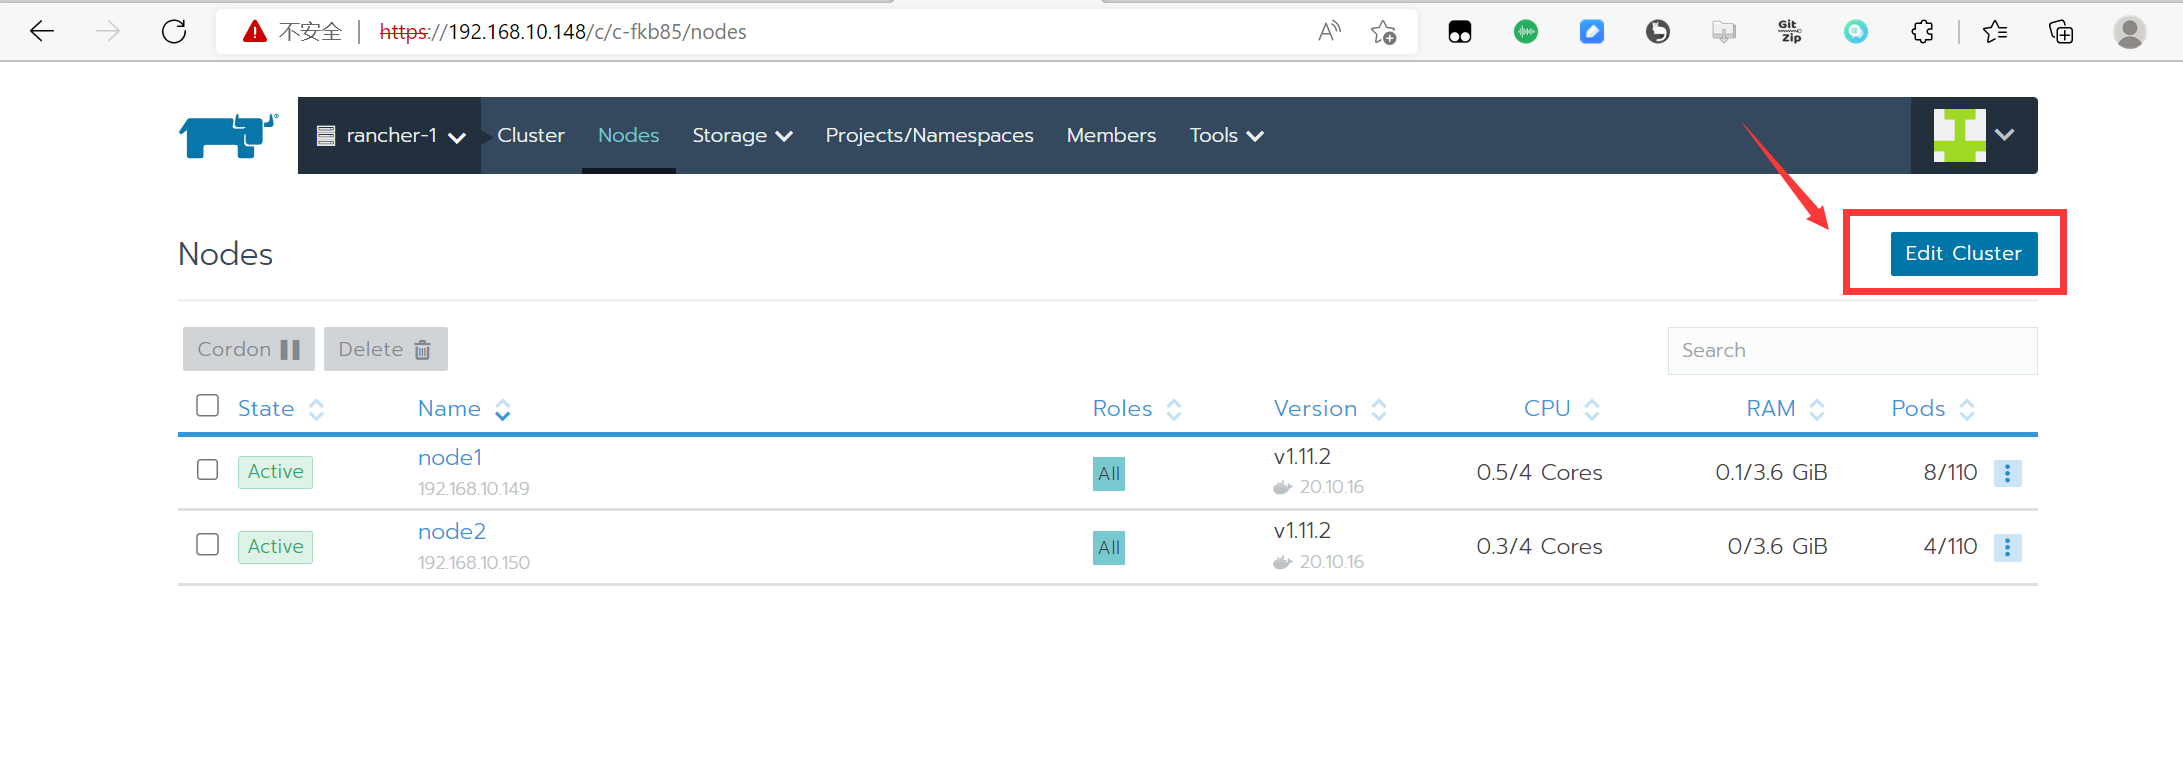 不安全 | https://192.168.10.148/c/c-fkb85/nodes
Git Zip
rancher-1 Cluster Nodes Storage Projects/Namespaces Members Tools
Nodes
Edit Cluster
Cordon Delete
Search
State Name Roles Version CPU RAM Pods
Active node1 All v1.11.2 0.5/4 Cores 0.1/3.6 GiB 8/110
192.168.10.149 20.10.16
Active node2 All v1.11.2 0.3/4 Cores 0/3.6 GiB 4/110
192.168.10.150 20.10.16